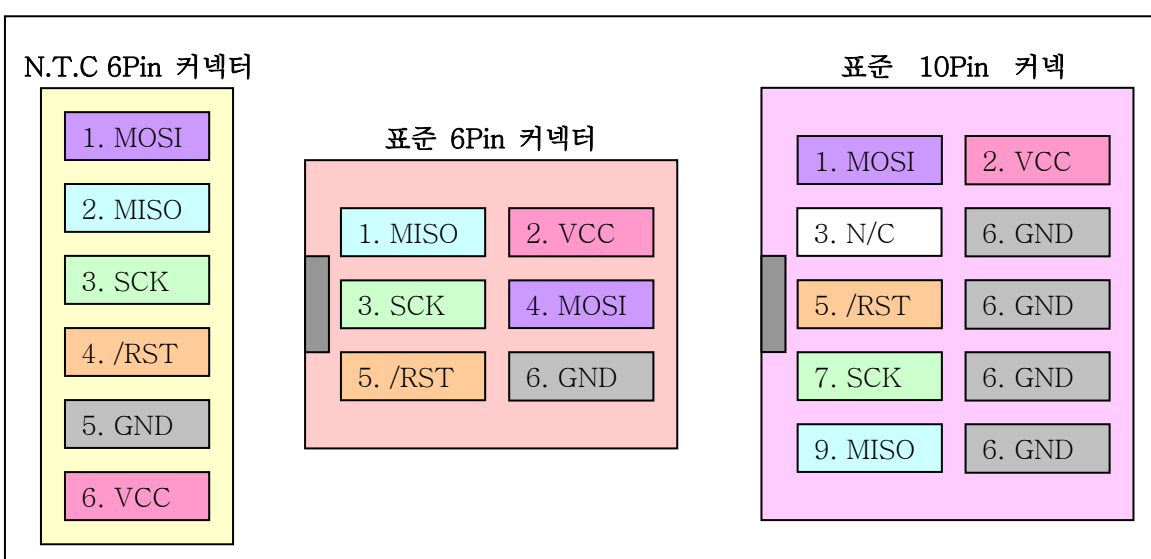 N.T.C 6Pin 커넥터
1. MOSI
2. MISO
3. SCK
4. /RST
5. GND
6. VCC
표준 6Pin 커넥터
1. MISO 2. VCC
3. SCK 4. MOSI
5. /RST 6. GND
표준 10Pin 커넥
1. MOSI 2. VCC
3. N/C 6. GND
5. /RST 6. GND
7. SCK 6. GND
9. MISO 6. GND